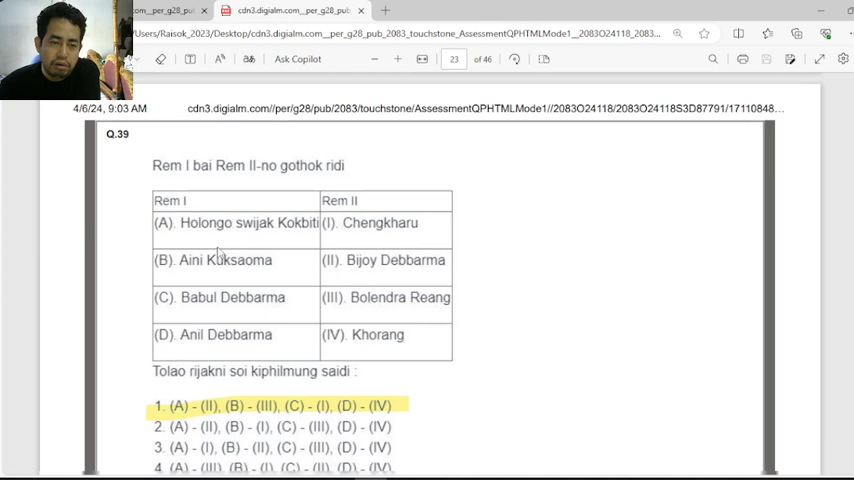 com__per_g28_pub
cdn3.digialm.com__per_g28_pub
/Users/Raisok_2023/Desktop/cdn3.digialm.com__per_g28_pub_2083_touchstone_AssessmentQPHTMLMode1__2083O24118_2083...
Ask Copilot
23 of 46
4/6/24, 9:03 AM
cdn3.digialm.com//per/g28/pub/2083/touchstone/AssessmentQPHTMLMode1//2083O24118/2083O24118S3D87791/17110848...
Q.39
Rem I bai Rem II-no gothok ridi
Rem I Rem II
(A). Holongo swijak Kokbiti (I). Chengkharu
(B). Aini Kuksaoma (II). Bijoy Debbarma
(C). Babul Debbarma (III). Bolendra Reang
(D). Anil Debbarma (IV). Khorang
Tolao rijakni soi kiphilmung saidi :
1. (A) - (II), (B) - (III), (C) - (I), (D) - (IV)
2. (A) - (II), (B) - (I), (C) - (III), (D) - (IV)
3. (A) - (I), (B) - (II), (C) - (III), (D) - (IV)
4. (A) - (III), (B) - (I), (C) - (II), (D) - (IV)